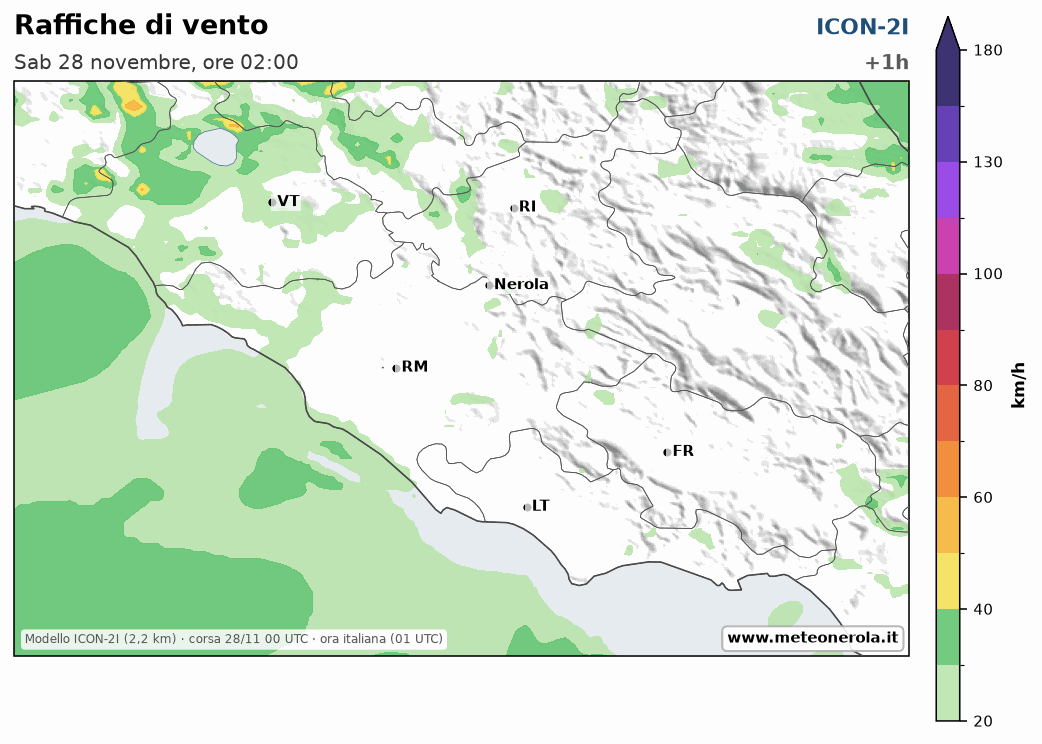 Raffiche di vento
ICON-2I
Sab 28 novembre, ore 02:00
+1h
VT
RI
Nerola
RM
FR
LT
Modello ICON-2I (2,2 km) · corsa 28/11 00 UTC · ora italiana (01 UTC)
www.meteonerola.it
180
130
100
80
60
40
20
km/h